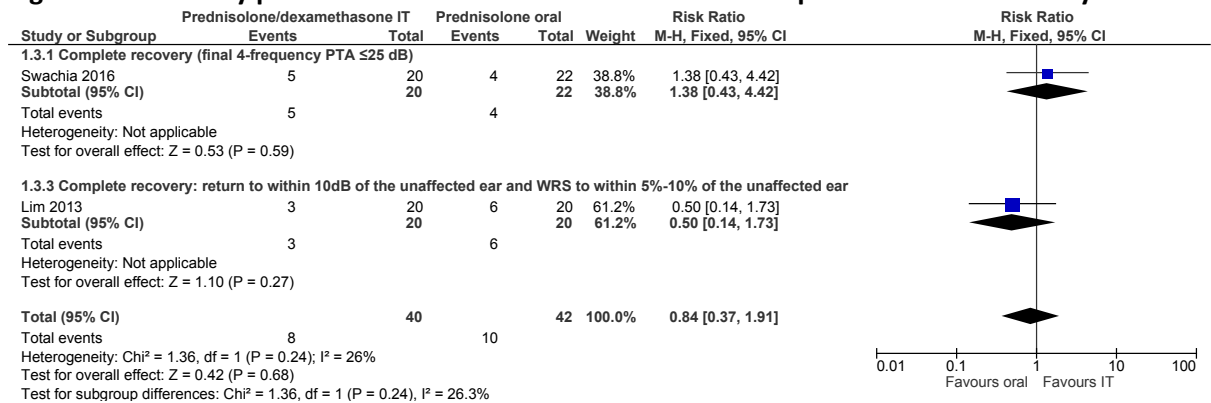 Prednisolone/dexamethasone IT Prednisolone oral Risk Ratio Risk Ratio
Study or Subgroup Events Total Events Total Weight M-H, Fixed, 95% CI M-H, Fixed, 95% CI
1.3.1 Complete recovery (final 4-frequency PTA ≤25 dB)
Swachia 2016 5 20 4 22 38.8% 1.38 [0.43, 4.42]
Subtotal (95% CI) 20 22 38.8% 1.38 [0.43, 4.42]
Total events 5 4
Heterogeneity: Not applicable
Test for overall effect: Z = 0.53 (P = 0.59)
1.3.3 Complete recovery: return to within 10dB of the unaffected ear and WRS to within 5%-10% of the unaffected ear
Lim 2013 3 20 6 20 61.2% 0.50 [0.14, 1.73]
Subtotal (95% CI) 20 20 61.2% 0.50 [0.14, 1.73]
Total events 3 6
Heterogeneity: Not applicable
Test for overall effect: Z = 1.10 (P = 0.27)
Total (95% CI) 40 42 100.0% 0.84 [0.37, 1.91]
Total events 8 10
Heterogeneity: Chi² = 1.36, df = 1 (P = 0.24); I² = 26%
Test for overall effect: Z = 0.42 (P = 0.68)
Test for subgroup differences: Chi² = 1.36, df = 1 (P = 0.24), I² = 26.3%
0.01 0.1 1 10 100
Favours oral Favours IT